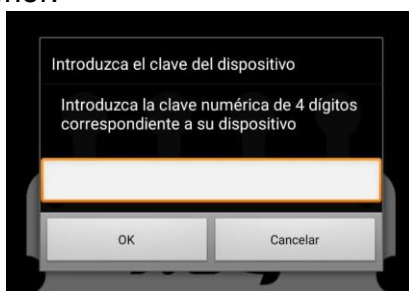 Introduzca el clave del dispositivo
Introduzca la clave numérica de 4 dígitos
correspondiente a su dispositivo
OK
Cancelar